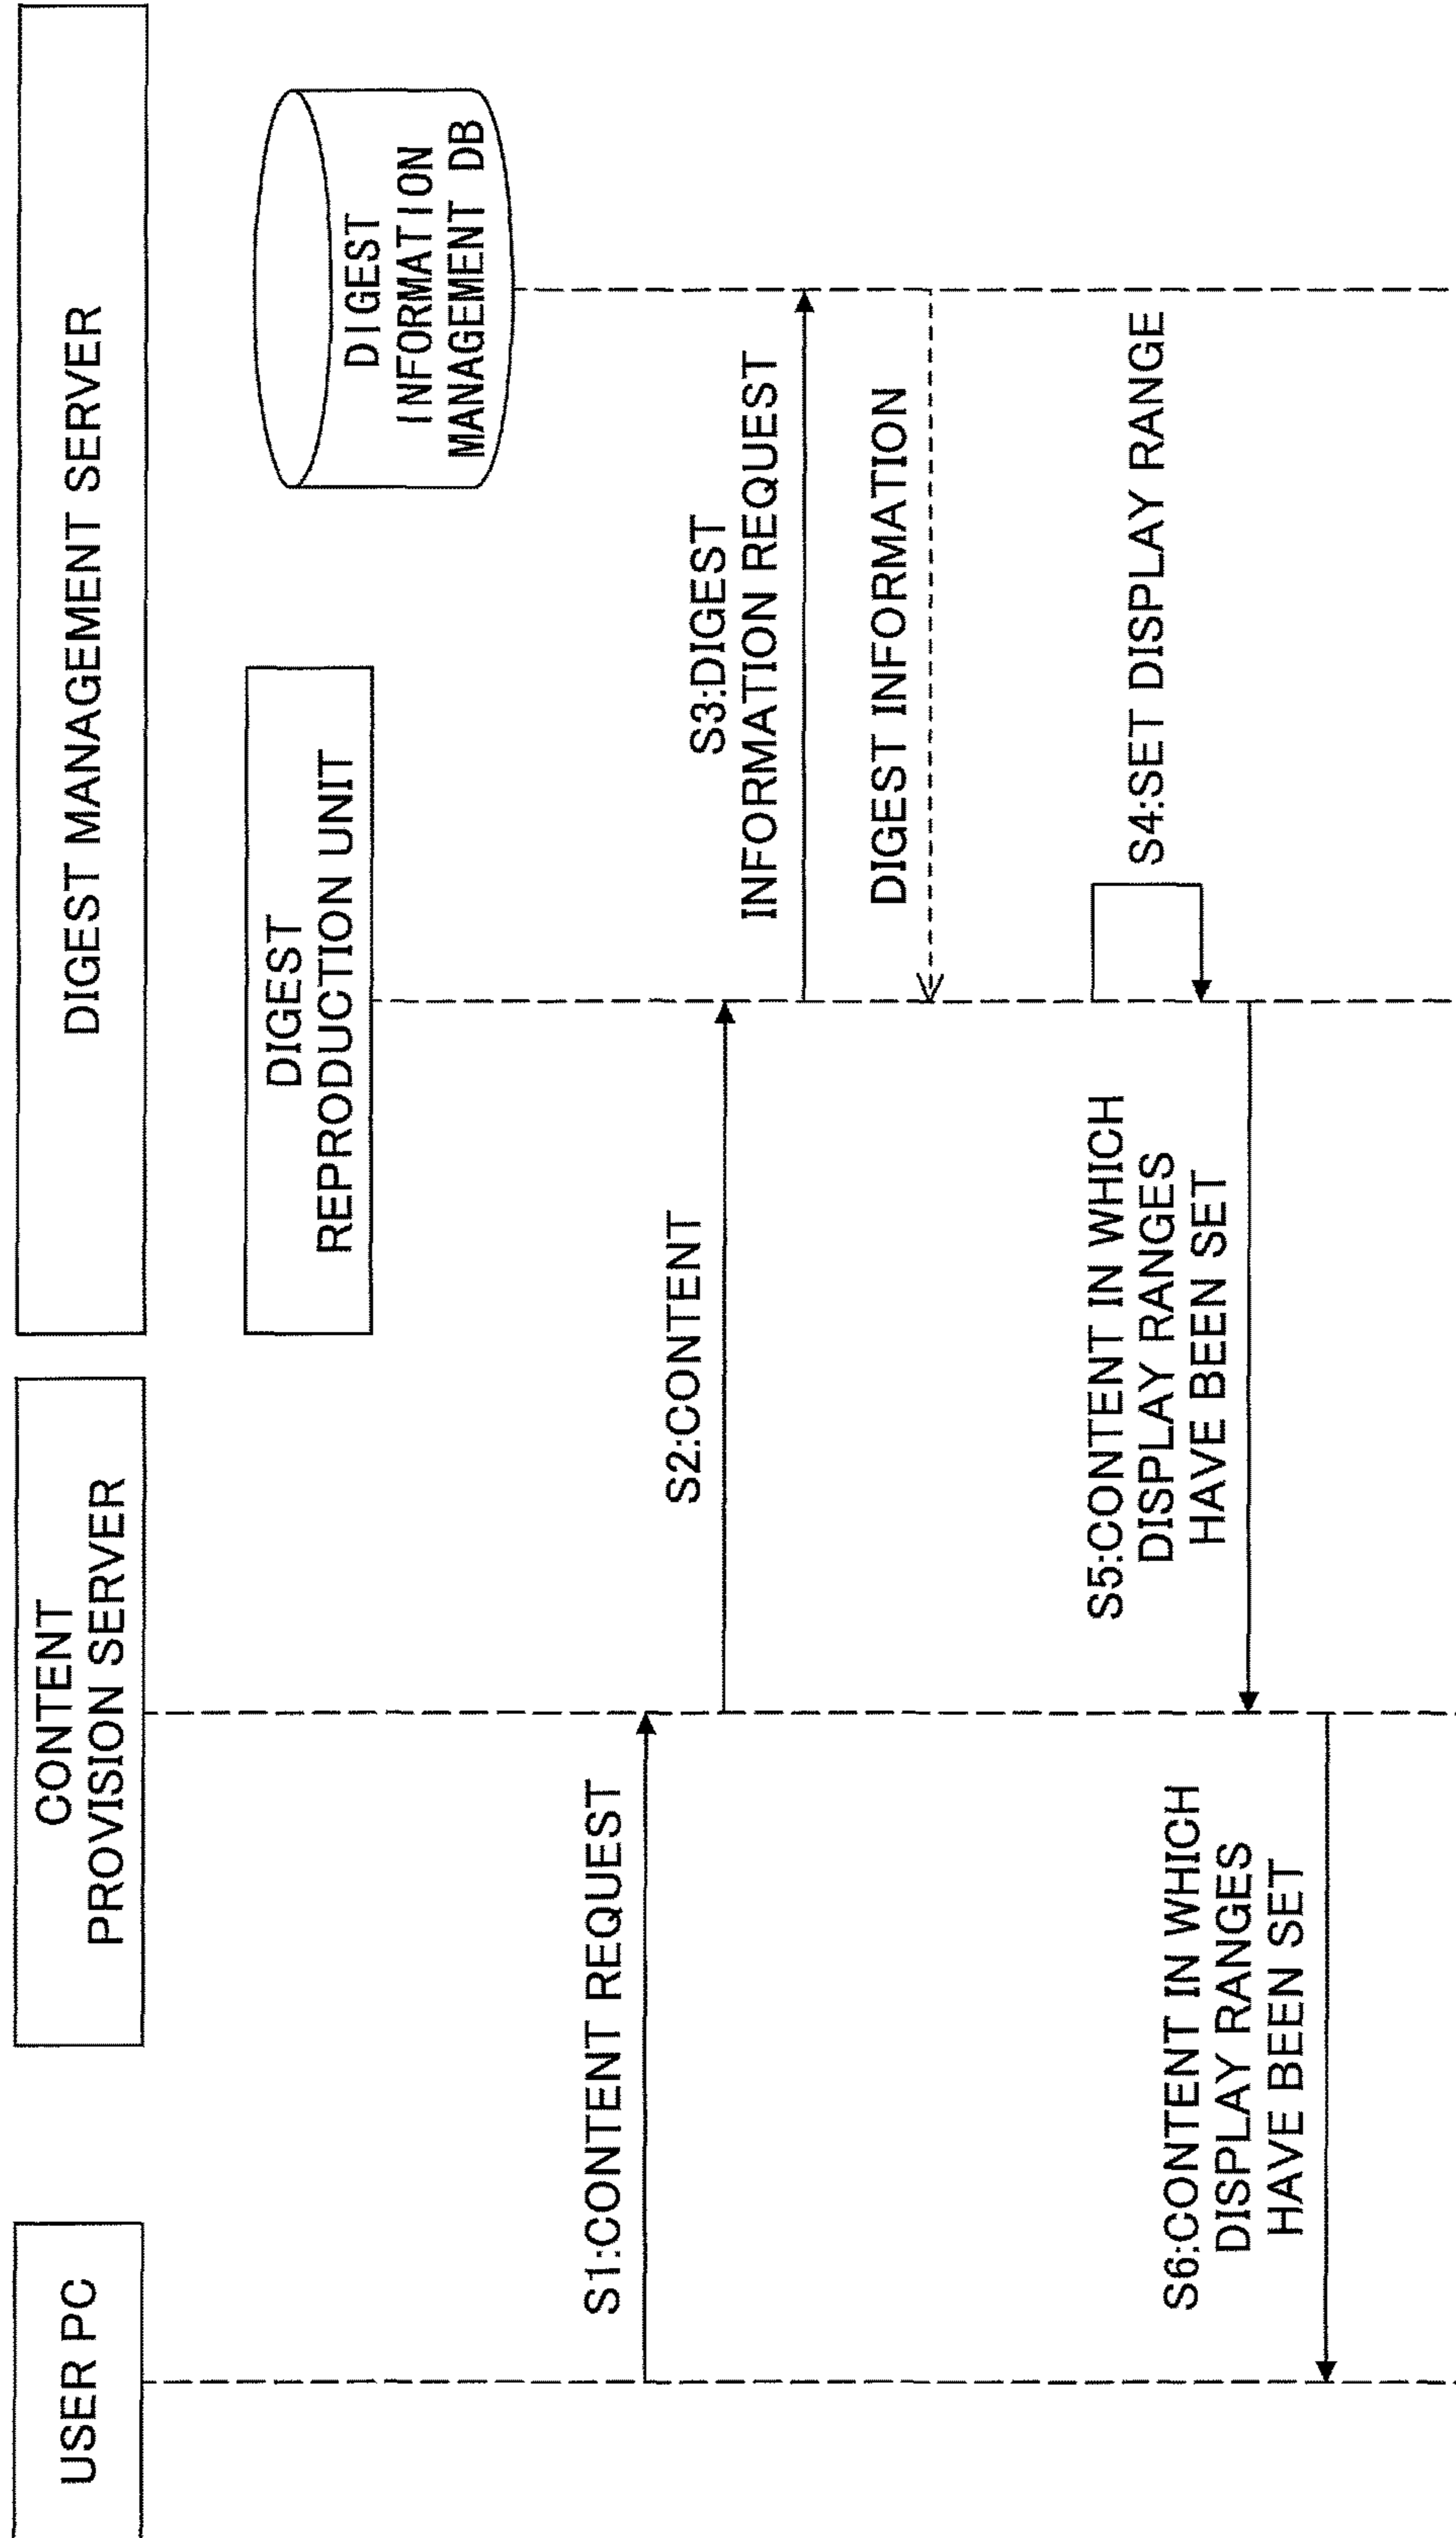 USER PC
CONTENT
PROVISION SERVER
DIGEST MANAGEMENT SERVER
DIGEST
REPRODUCTION UNIT
DIGEST
INFORMATION
MANAGEMENT DB
S1:CONTENT REQUEST
S2:CONTENT
S3:DIGEST
INFORMATION REQUEST
DIGEST INFORMATION
S4:SET DISPLAY RANGE
S5:CONTENT IN WHICH
DISPLAY RANGES
HAVE BEEN SET
S6:CONTENT IN WHICH
DISPLAY RANGES
HAVE BEEN SET